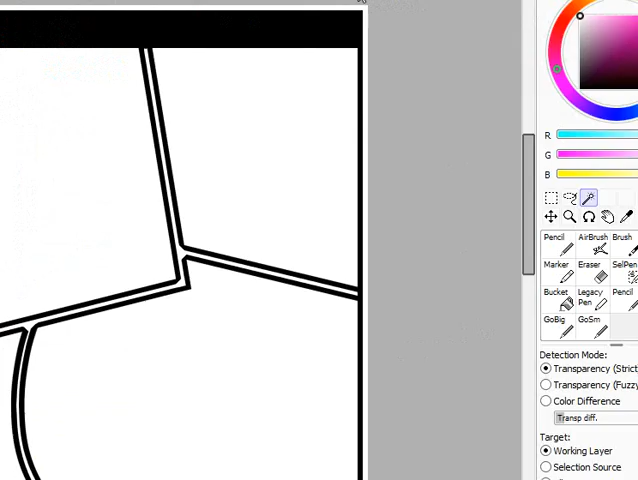 R
G
B
Pencil AirBrush Brush
Marker Eraser SelPen
Bucket Legacy Pen Pencil
GoBig GoSm
Detection Mode:
Transparency (Strict
Transparency (Fuzzy
Color Difference
Transp diff.
Target:
Working Layer
Selection Source